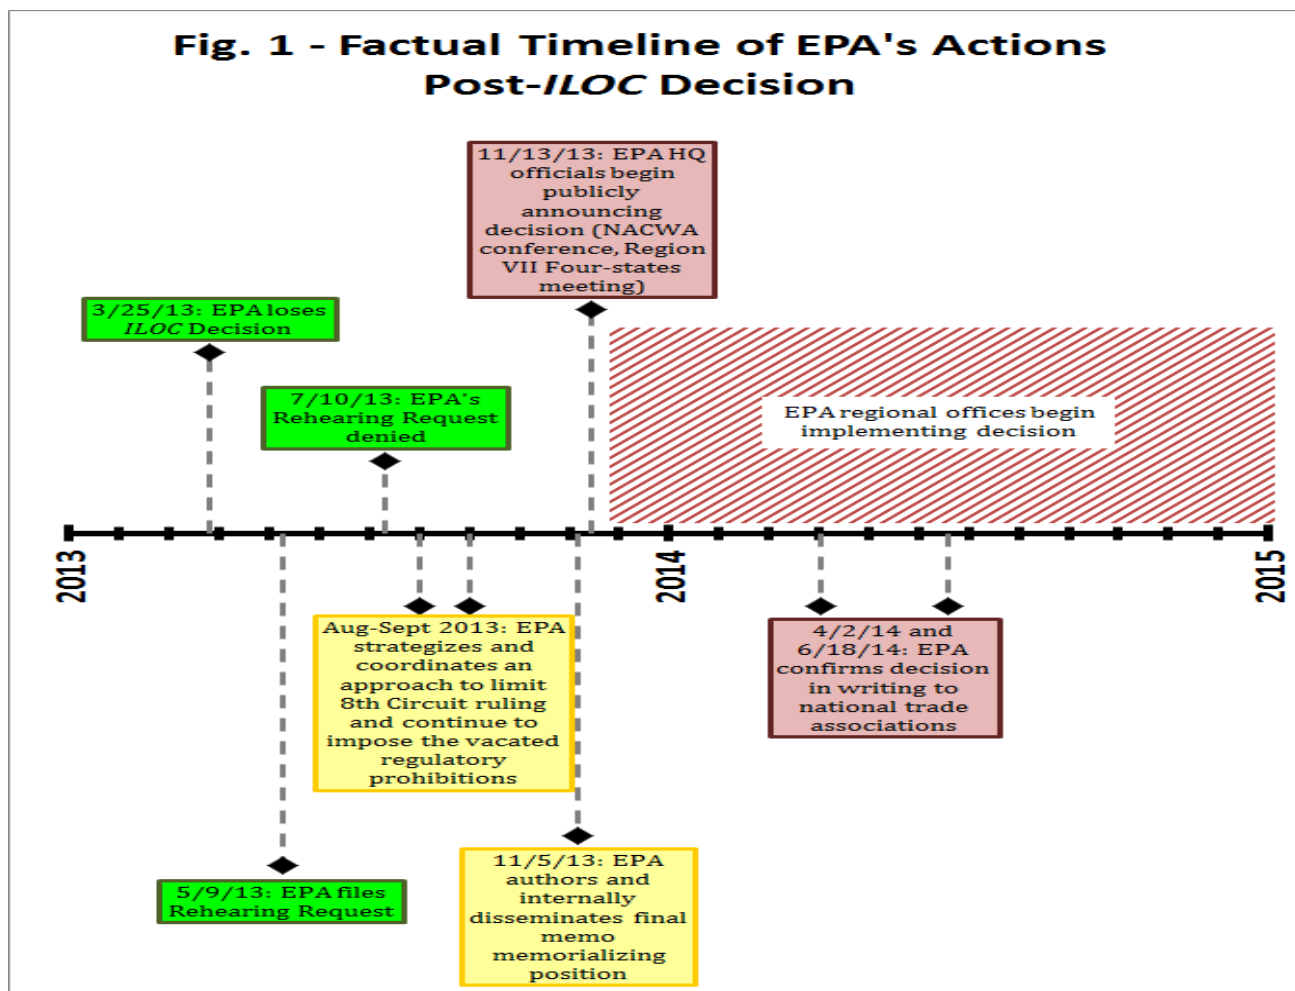 Fig. 1 - Factual Timeline of EPA's Actions
Post-ILOC Decision
11/13/13: EPA HQ
officials begin
publicly
announcing
decision (NACWA
conference, Region
VII Four-states
meeting)
3/25/13: EPA loses
ILOC Decision
7/10/13: EPA's
Rehearing Request
denied
EPA regional offices begin
implementing decision
2013
2014
2015
Aug-Sept 2013: EPA
strategizes and
coordinates an
approach to limit
8th Circuit ruling
and continue to
impose the vacated
regulatory
prohibitions
4/2/14 and
6/18/14: EPA
confirms decision
in writing to
national trade
associations
5/9/13: EPA files
Rehearing Request
11/5/13: EPA
authors and
internally
disseminates final
memo
memorializing
position